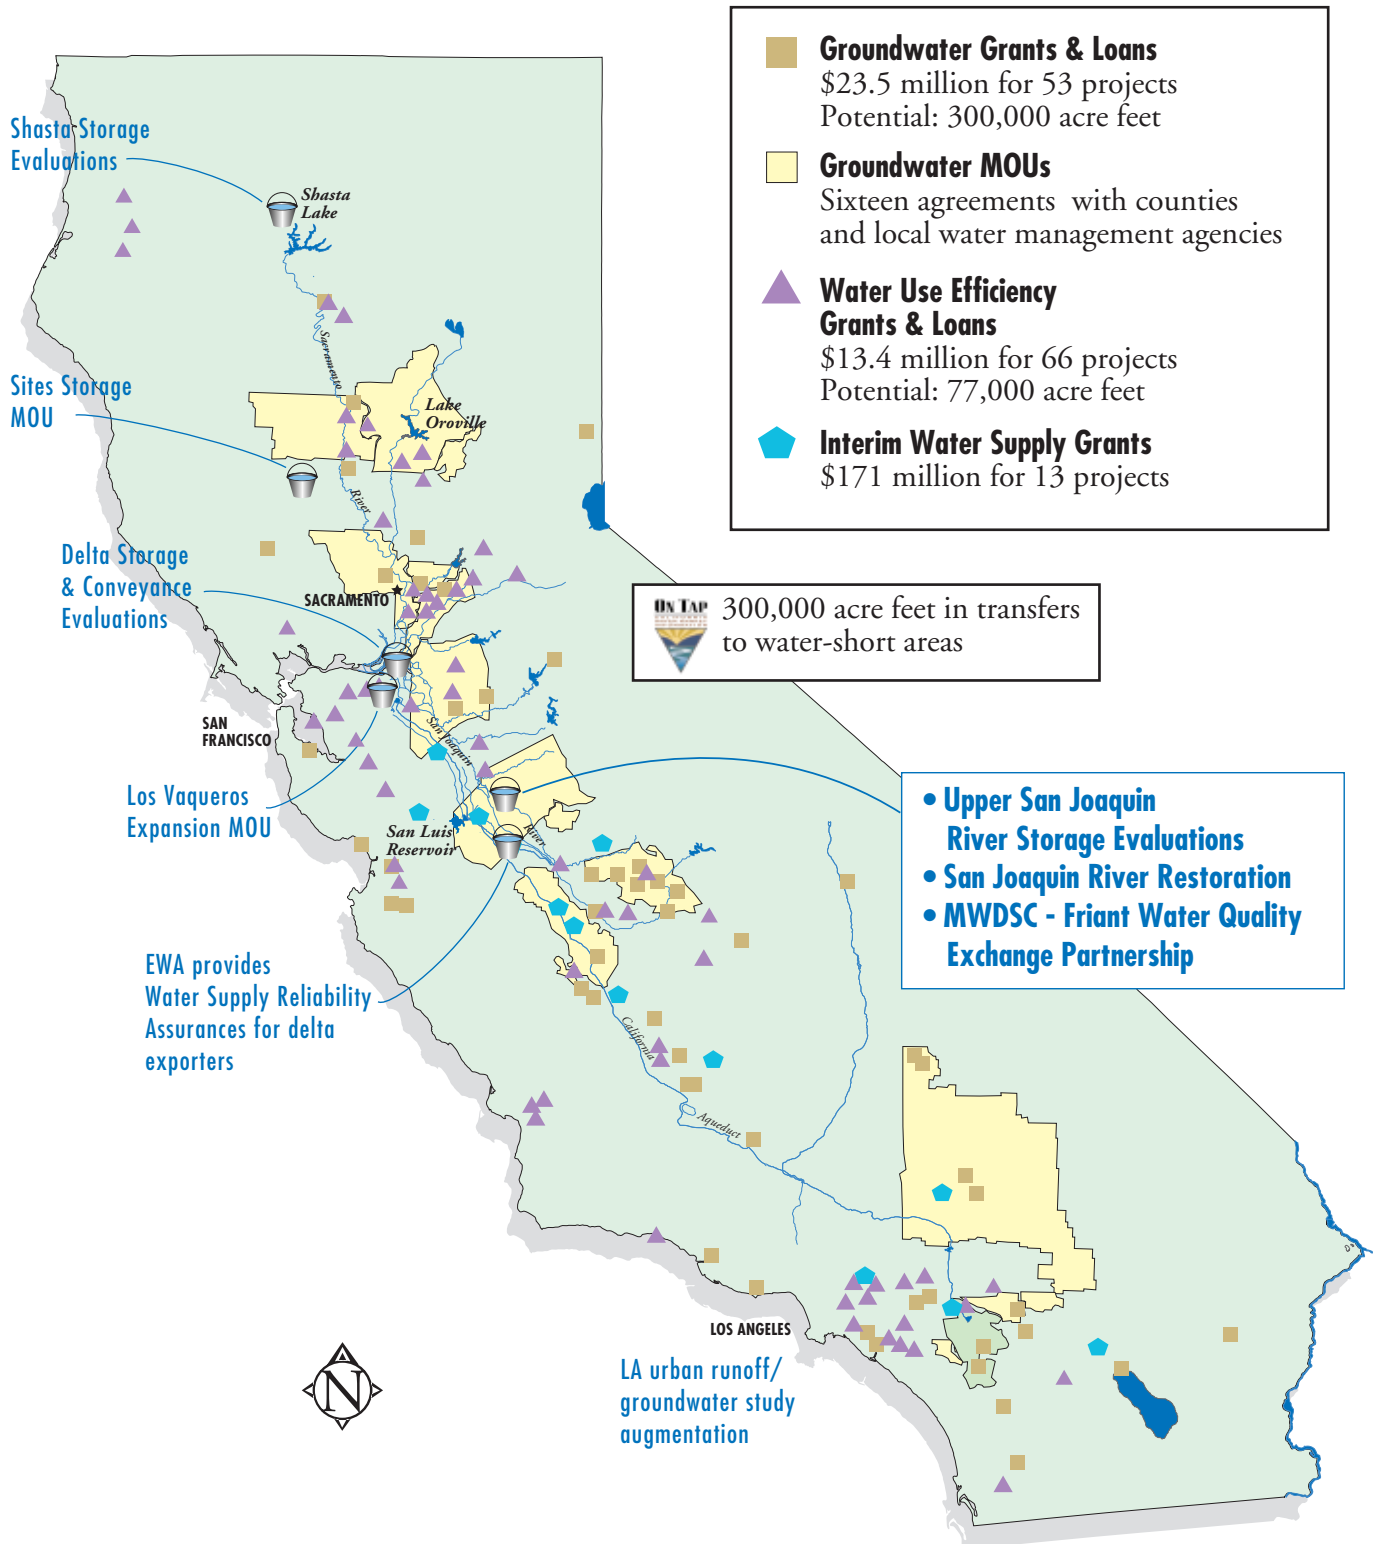 Groundwater Grants & Loans
$23.5 million for 53 projects
Potential: 300,000 acre feet
Groundwater MOUs
Sixteen agreements with counties
and local water management agencies
Water Use Efficiency
Grants & Loans
$13.4 million for 66 projects
Potential: 77,000 acre feet
Interim Water Supply Grants
$171 million for 13 projects
Shasta Storage
Evaluations
Shasta
Lake
Sacramento
Sites Storage
MOU
Lake
Oroville
River
Delta Storage
& Conveyance
Evaluations
SACRAMENTO
ON TAP
300,000 acre feet in transfers
to water-short areas
SAN
FRANCISCO
San Joaquin
Los Vaqueros
Expansion MOU
San Luis
Reservoir
River
• Upper San Joaquin
River Storage Evaluations
• San Joaquin River Restoration
• MWDSC - Friant Water Quality
Exchange Partnership
EWA provides
Water Supply Reliability
Assurances for delta
exporters
California
Aqueduct
LOS ANGELES
LA urban runoff/
groundwater study
augmentation
N